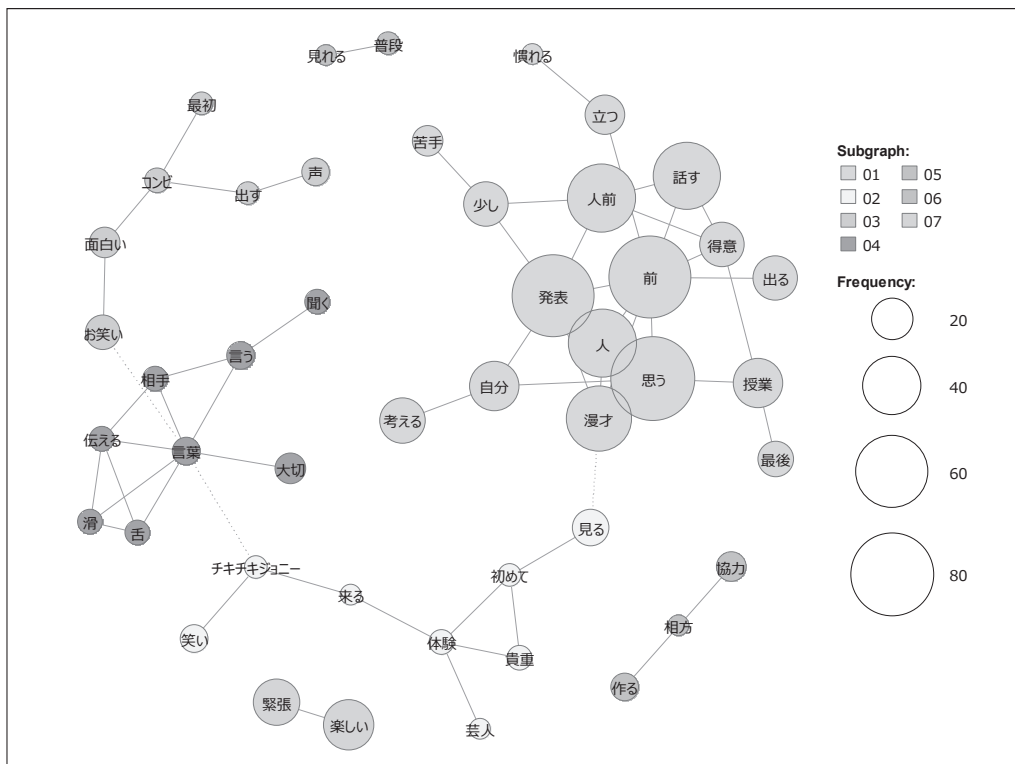 見れる
普段
慣れる
最初
立つ
苦手
話す
声
コンビ
出す
人前
少し
得意
面白い
前
出る
発表
聞く
お笑い
言う
人
相手
思う
授業
自分
考える
漫才
伝える
言葉
大切
最後
滑
舌
見る
チキチキジョニー
初めて
協力
来る
相方
笑い
体験
貴重
作る
緊張
楽しい
芸人
Subgraph:
01
02
03
04
05
06
07
Frequency:
20
40
60
80